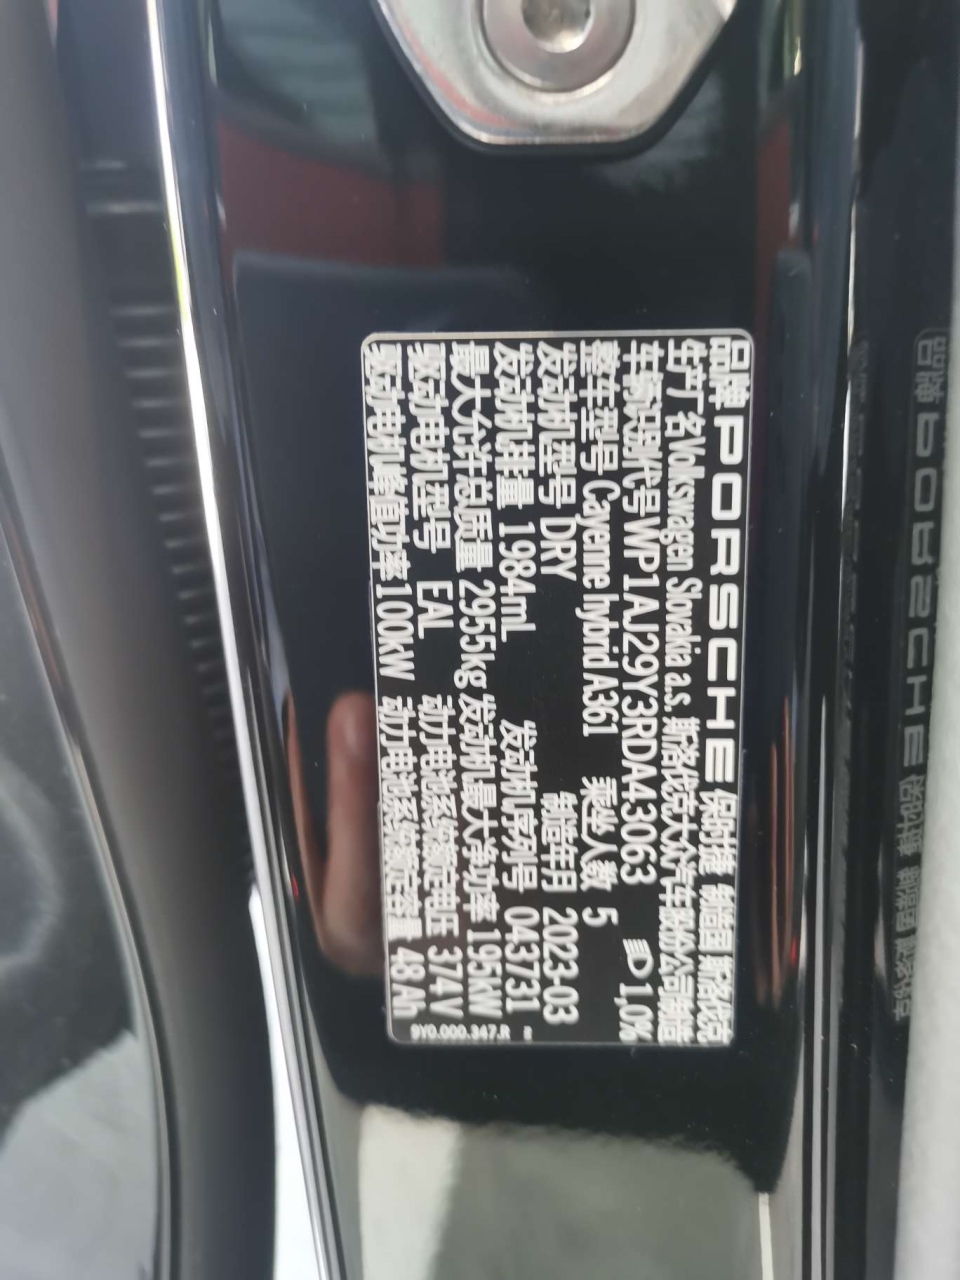 品牌 PORSCHE 保时捷 制造国 斯洛伐克
生产厂名 Volkswagen Slovakia a.s. 斯洛伐克大众汽车股份公司制造
车辆识别代号 WP1AJ29Y3RDA43063 1,0%
整车型号 Cayenne hybrid A361 乘坐人数 5
发动机型号 DRY 制造年月 2023-03
发动机排量 1984mL 发动机序列号 043731
最大允许总质量 2955kg 发动机最大净功率 195kW
驱动电机型号 EAL 动力电池系统额定电压 374V
驱动电机峰值功率 100kW 动力电池系统额定容量 48Ah
9Y0.000.347.R